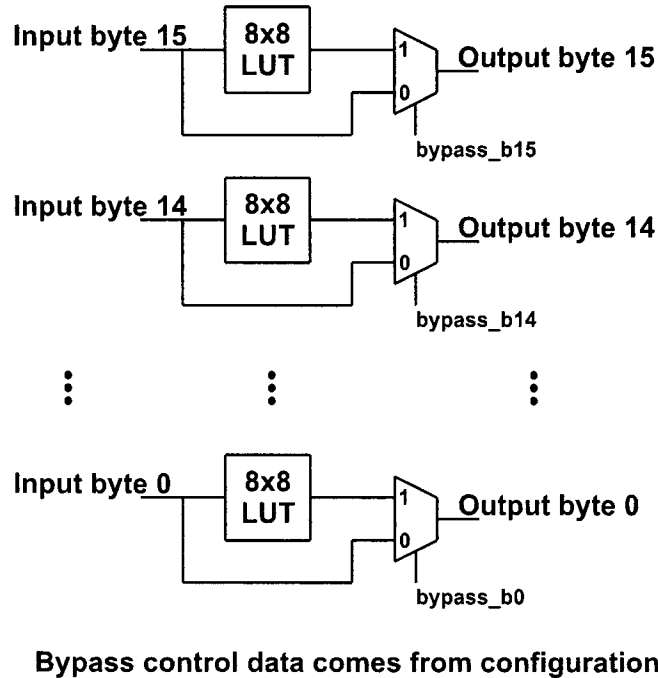 Input byte 15
8x8
LUT
1
0
Output byte 15
bypass_b15
Input byte 14
8x8
LUT
1
0
Output byte 14
bypass_b14
Input byte 0
8x8
LUT
1
0
Output byte 0
bypass_b0
Bypass control data comes from configuration